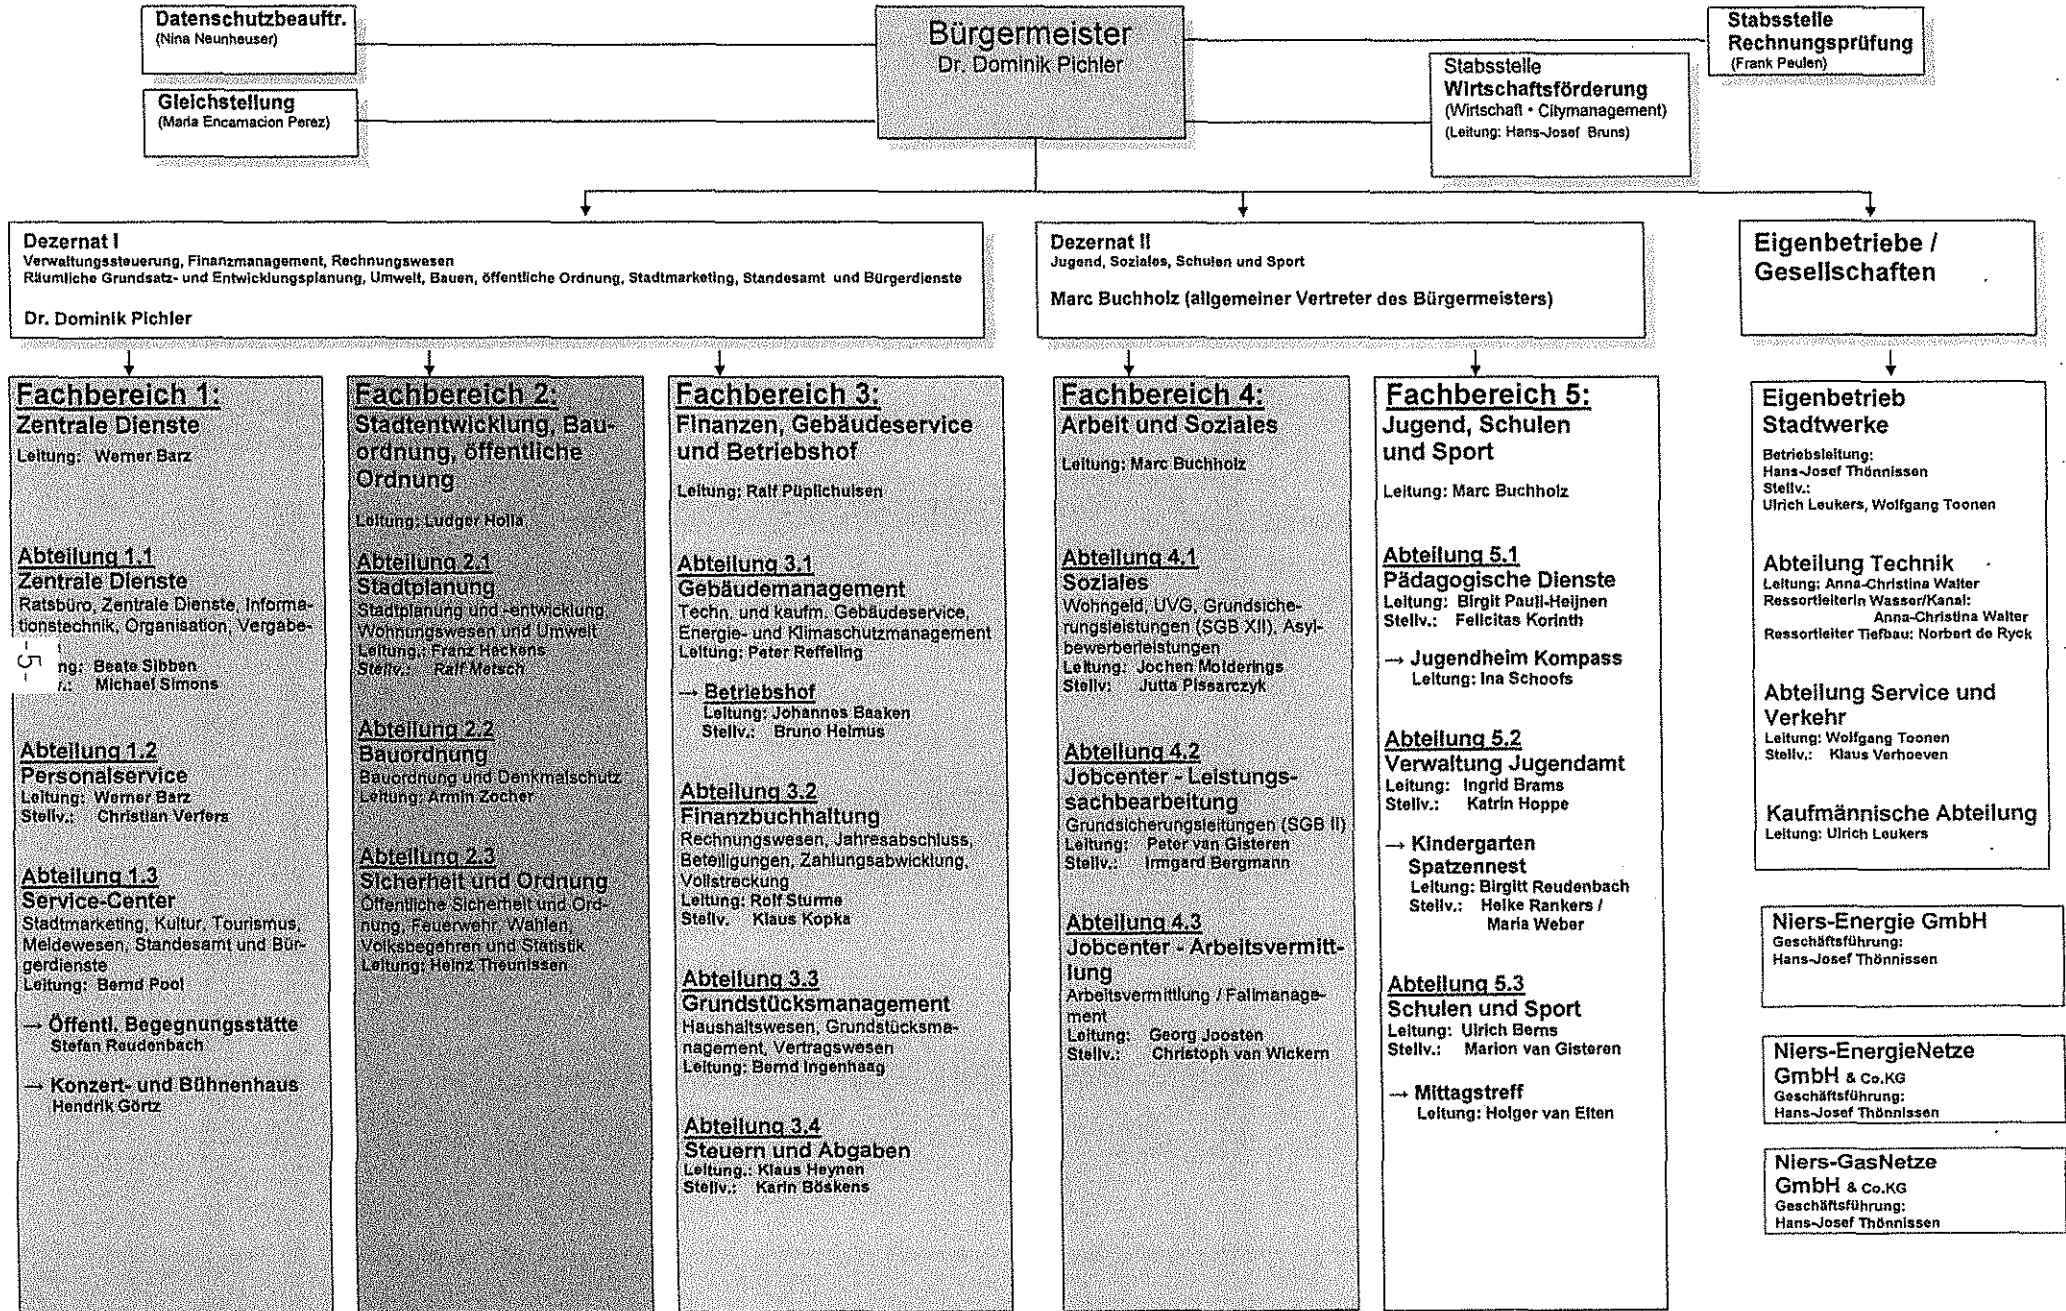 Datenschutzbeauftr.
(Nina Neunheuser)
Gleichstellung
(Maria Encarnacion Perez)
Bürgermeister
Dr. Dominik Pichler
Stabsstelle
Rechnungsprüfung
(Frank Peulen)
Stabsstelle
Wirtschaftsförderung
(Wirtschaft • Citymanagement)
(Leitung: Hans-Josef Bruns)
Dezernat I
Verwaltungssteuerung, Finanzmanagement, Rechnungswesen
Räumliche Grundsatz- und Entwicklungsplanung, Umwelt, Bauen, öffentliche Ordnung, Stadtmarketing, Standesamt und Bürgerdienste
Dr. Dominik Pichler
Dezernat II
Jugend, Soziales, Schulen und Sport
Marc Buchholz (allgemeiner Vertreter des Bürgermeisters)
Eigenbetriebe /
Gesellschaften
Fachbereich 1:
Zentrale Dienste
Leitung: Werner Barz
Abteilung 1.1
Zentrale Dienste
Ratsbüro, Zentrale Dienste, Informa-
tionstechnik, Organisation, Vergabe-
ng: Beate Sibben
.: Michael Simons
-5-
Abteilung 1.2
Personalservice
Leitung: Werner Barz
Stellv.: Christian Verfers
Abteilung 1.3
Service-Center
Stadtmarketing, Kultur, Tourismus,
Meldewesen, Standesamt und Bür-
gerdienste
Leitung: Bernd Pool
→ Öffentl. Begegnungsstätte
Stefan Reudenbach
→ Konzert- und Bühnenhaus
Hendrik Görtz
Fachbereich 2:
Stadtentwicklung, Bau-
ordnung, öffentliche
Ordnung
Leitung: Ludger Holla
Abteilung 2.1
Stadtplanung
Stadtplanung und -entwicklung,
Wohnungswesen und Umwelt
Leitung.: Franz Heckens
Stellv.: Ralf Metsch
Abteilung 2.2
Bauordnung
Bauordnung und Denkmalschutz
Leitung: Armin Zocher
Abteilung 2.3
Sicherheit und Ordnung
Öffentliche Sicherheit und Ord-
nung, Feuerwehr, Wahlen,
Volksbegehren und Statistik
Leitung: Heinz Theunissen
Fachbereich 3:
Finanzen, Gebäudeservice
und Betriebshof
Leitung: Ralf Püplichuisen
Abteilung 3.1
Gebäudemanagement
Techn. und kaufm. Gebäudeservice,
Energie- und Klimaschutzmanagement
Leitung: Peter Reffeling
→ Betriebshof
Leitung: Johannes Baaken
Stellv.: Bruno Helmus
Abteilung 3.2
Finanzbuchhaltung
Rechnungswesen, Jahresabschluss,
Beteiligungen, Zahlungsabwicklung,
Vollstreckung
Leitung: Rolf Sturme
Stellv. Klaus Kopka
Abteilung 3.3
Grundstücksmanagement
Haushaltswesen, Grundstücksma-
nagement, Vertragswesen
Leitung: Bernd Ingenhaag
Abteilung 3.4
Steuern und Abgaben
Leitung.: Klaus Heynen
Stellv.: Karin Böskens
Fachbereich 4:
Arbeit und Soziales
Leitung: Marc Buchholz
Abteilung 4.1
Soziales
Wohngeld, UVG, Grundsiche-
rungsleistungen (SGB XII), Asyl-
bewerberleistungen
Leitung: Jochen Molderings
Stellv: Jutta Pissarczyk
Abteilung 4.2
Jobcenter - Leistungs-
sachbearbeitung
Grundsicherungsleitungen (SGB II)
Leitung: Peter van Gisteren
Stellv.: Irmgard Bergmann
Abteilung 4.3
Jobcenter - Arbeitsvermitt-
lung
Arbeitsvermittlung / Fallmanage-
ment
Leitung: Georg Joosten
Stellv.: Christoph van Wickern
Fachbereich 5:
Jugend, Schulen
und Sport
Leitung: Marc Buchholz
Abteilung 5.1
Pädagogische Dienste
Leitung: Birgit Pauli-Heijnen
Stellv.: Felicitas Korinth
→ Jugendheim Kompass
Leitung: Ina Schoofs
Abteilung 5.2
Verwaltung Jugendamt
Leitung: Ingrid Brams
Stellv.: Katrin Hoppe
→ Kindergarten
Spatzennest
Leitung: Birgitt Reudenbach
Stellv.: Heike Rankers /
Maria Weber
Abteilung 5.3
Schulen und Sport
Leitung: Ulrich Berns
Stellv.: Marion van Gisteren
→ Mittagstreff
Leitung: Holger van Elten
Eigenbetrieb
Stadtwerke
Betriebsleitung:
Hans-Josef Thönnissen
Stellv.:
Ulrich Leukers, Wolfgang Toonen
Abteilung Technik
Leitung: Anna-Christina Walter
Ressortleiterin Wasser/Kanal:
Anna-Christina Walter
Ressortleiter Tiefbau: Norbert de Ryck
Abteilung Service und
Verkehr
Leitung: Wolfgang Toonen
Stellv.: Klaus Verhoeven
Kaufmännische Abteilung
Leitung: Ulrich Leukers
Niers-Energie GmbH
Geschäftsführung:
Hans-Josef Thönnissen
Niers-EnergieNetze
GmbH & Co.KG
Geschäftsführung:
Hans-Josef Thönnissen
Niers-GasNetze
GmbH & Co.KG
Geschäftsführung:
Hans-Josef Thönnissen